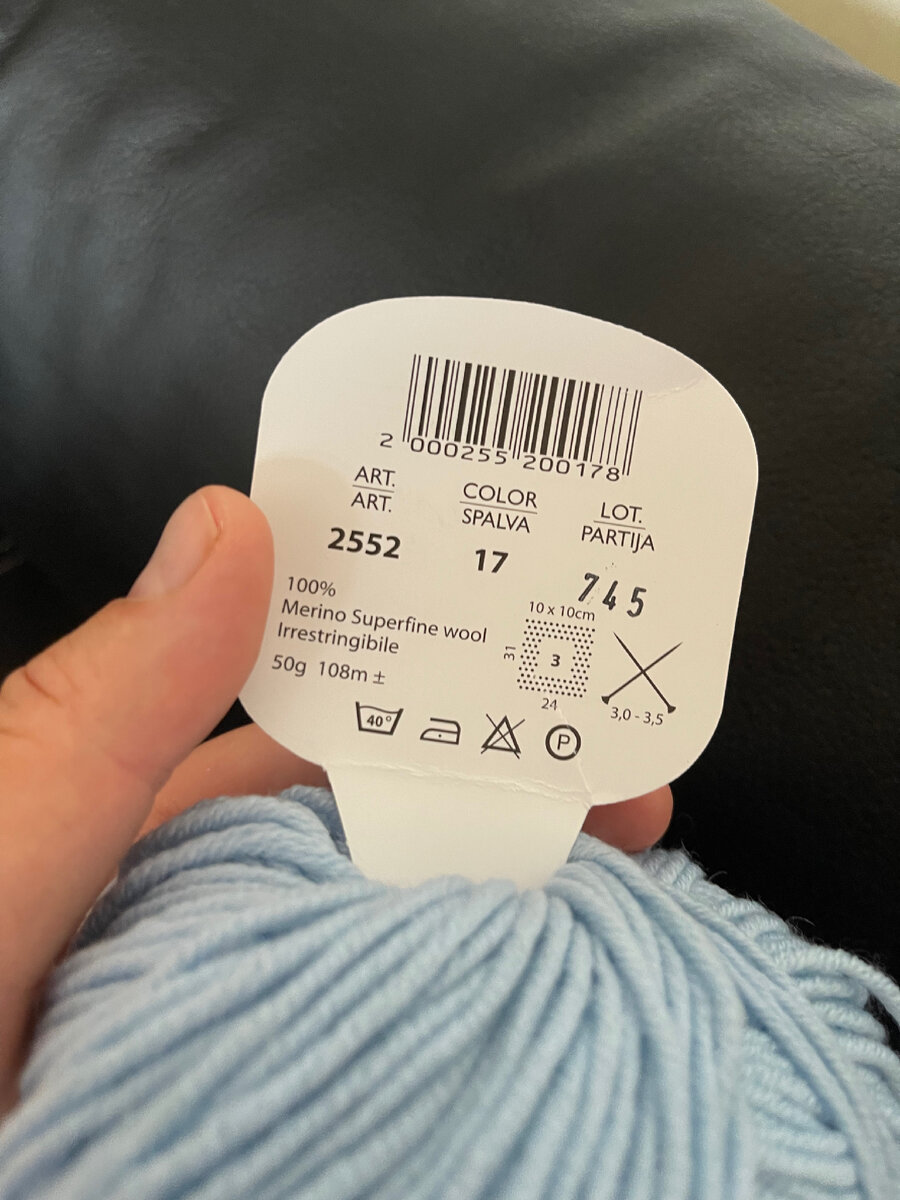 2 000255 200178
ART.
ART.
2552
COLOR
SPALVA
17
LOT.
PARTIJA
745
100%
Merino Superfine wool
Irrestringibile
50g 108m ±
10 x 10cm
31
3
24
3,0 - 3,5
40°
P